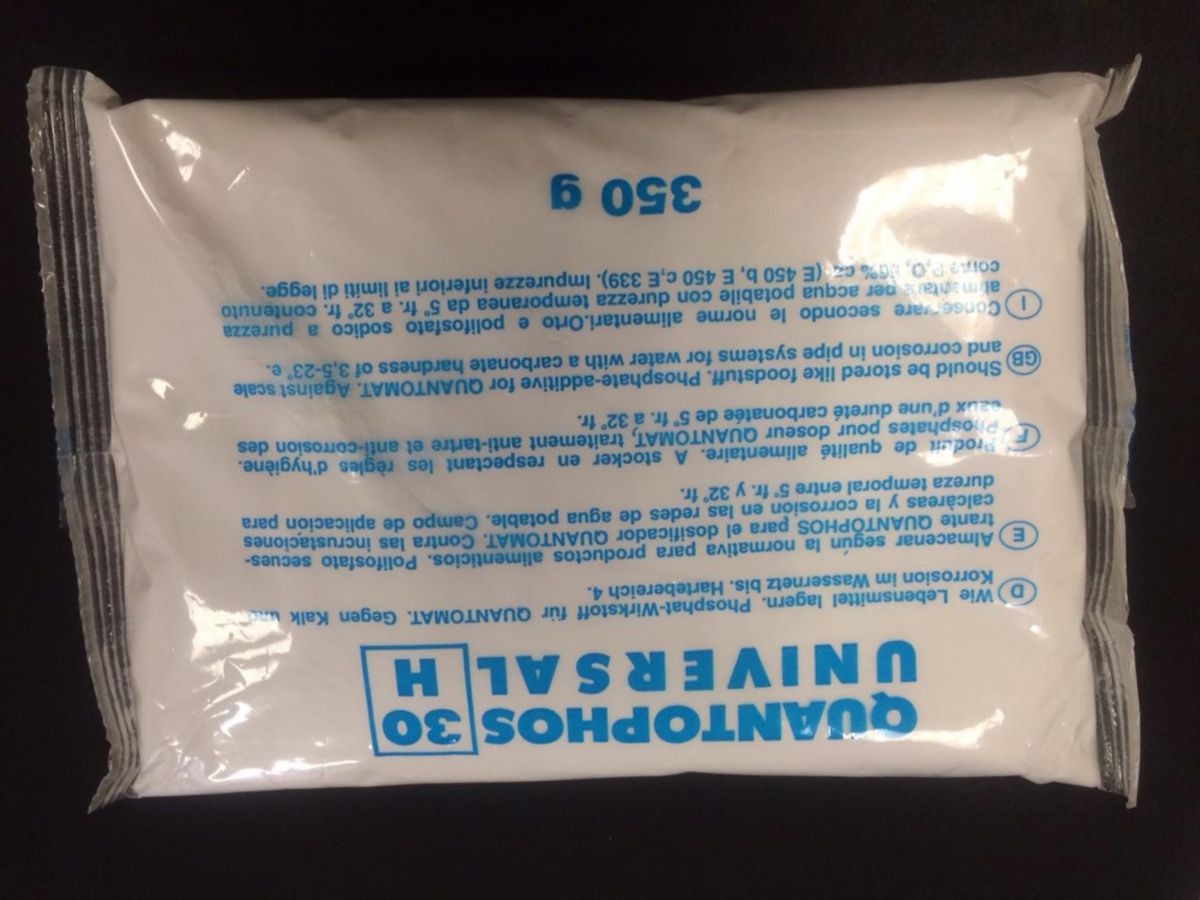 QUANTOPHOS 30
UNIVERSAL H
D Wie Lebensmittel lagern. Phosphat-Wirkstoff für QUANTOMAT. Gegen Kalk und
Korrosion im Wassernetz bis. Hartebereich 4.
E Almacenar según la normativa para productos alimenticios. Polifosfato secues-
trante QUANTOPHOS para el dosificador QUANTOMAT. Contra las incrustaciones
calcàreas y la corrosion en las redes de agua potable. Campo de aplicacion para
dureza temporal entre 5° fr. y 32° fr.
F Produit de qualité alimentaire. A stocker en respectant les règles d'hygiène.
Phosphates pour doseur QUANTOMAT, traitement anti-tartre et anti-corrosion des
eaux d'une dureté carbonatée de 5° fr. a 32° fr.
GB Should be stored like foodstuff. Phosphate-additive for QUANTOMAT. Against scale
and corrosion in pipe systems for water with a carbonate hardness of 3.5-23° e.
I Conservare secondo le norme alimentari.Orto e polifosfato sodico a purezza
alimentare per acqua potabile con durezza temporanea da 5° fr. a 32° fr. contenuto
come P₂O₅ ca. (E 450 b, E 450 c,E 339). Impurezze inferiori ai limiti di legge.
350 g